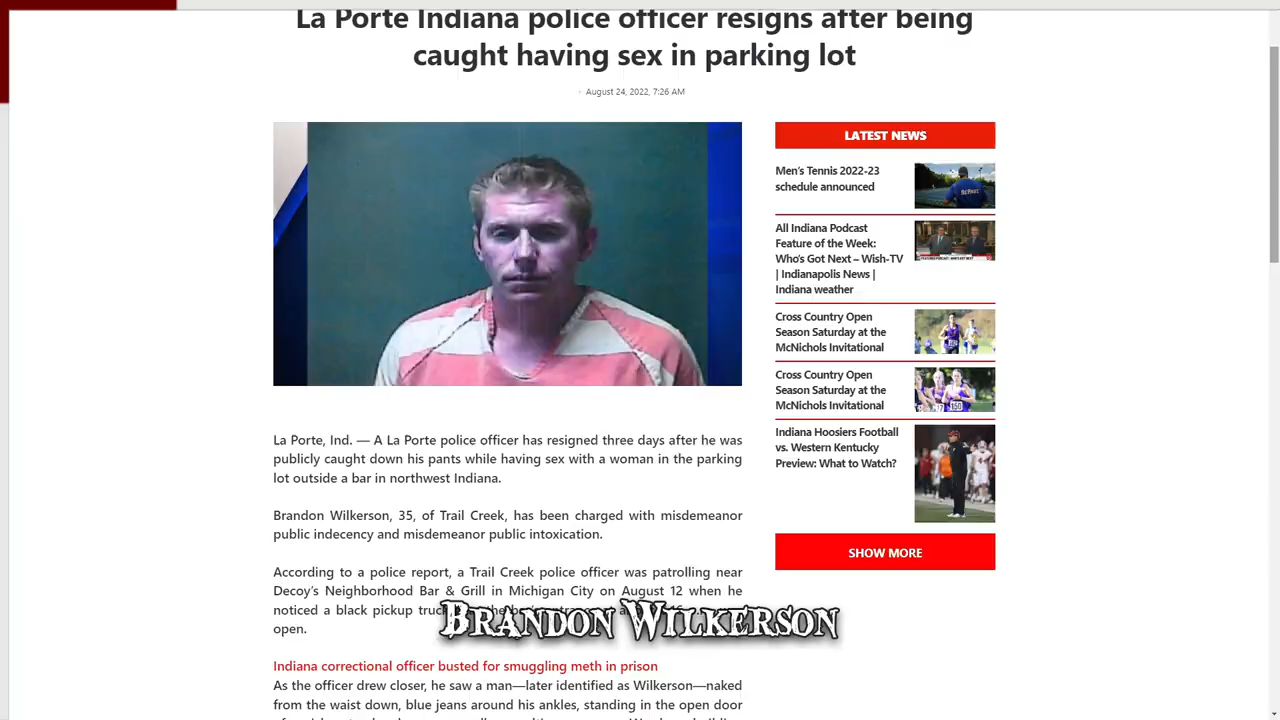 La Porte Indiana police officer resigns after being
caught having sex in parking lot
- August 24, 2022, 7:26 AM
La Porte, Ind. — A La Porte police officer has resigned three days after he was
publicly caught down his pants while having sex with a woman in the parking
lot outside a bar in northwest Indiana.
Brandon Wilkerson, 35, of Trail Creek, has been charged with misdemeanor
public indecency and misdemeanor public intoxication.
According to a police report, a Trail Creek police officer was patrolling near
Decoy's Neighborhood Bar & Grill in Michigan City on August 12 when he
noticed a black pickup truck
open.
BRANDON WILKERSON
Indiana correctional officer busted for smuggling meth in prison
As the officer drew closer, he saw a man—later identified as Wilkerson—naked
from the waist down, blue jeans around his ankles, standing in the open door
LATEST NEWS
Men's Tennis 2022-23
schedule announced
All Indiana Podcast
Feature of the Week:
Who's Got Next – Wish-TV
| Indianapolis News |
Indiana weather
Cross Country Open
Season Saturday at the
McNichols Invitational
Cross Country Open
Season Saturday at the
McNichols Invitational
Indiana Hoosiers Football
vs. Western Kentucky
Preview: What to Watch?
SHOW MORE